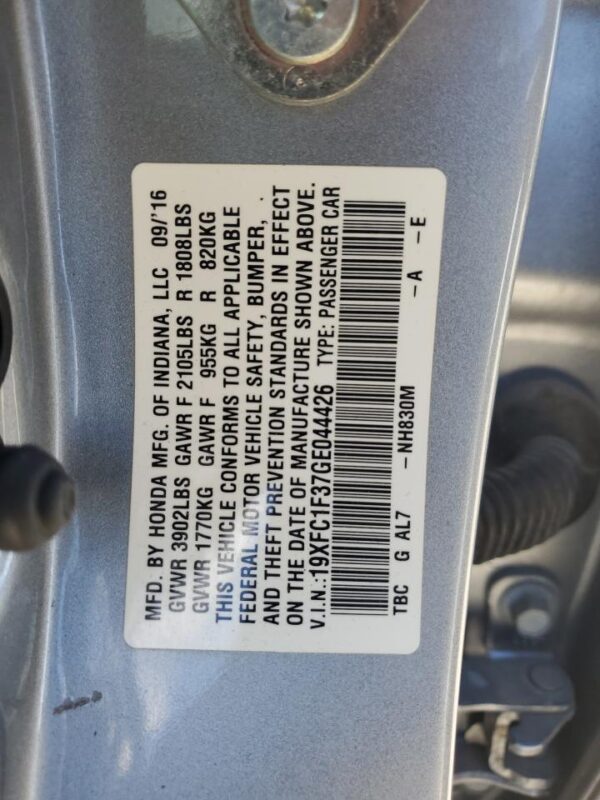 MFD. BY HONDA MFG. OF INDIANA, LLC 09/'16
GVWR 3902LBS GAWR F 2105LBS R 1808LBS
GVWR 1770KG GAWR F 955KG R 820KG
THIS VEHICLE CONFORMS TO ALL APPLICABLE
FEDERAL MOTOR VEHICLE SAFETY, BUMPER,
AND THEFT PREVENTION STANDARDS IN EFFECT
ON THE DATE OF MANUFACTURE SHOWN ABOVE.
V.I.N.:19XFC1F37GE044426 TYPE: PASSENGER CAR
TBC G AL7 -NH830M -A -E